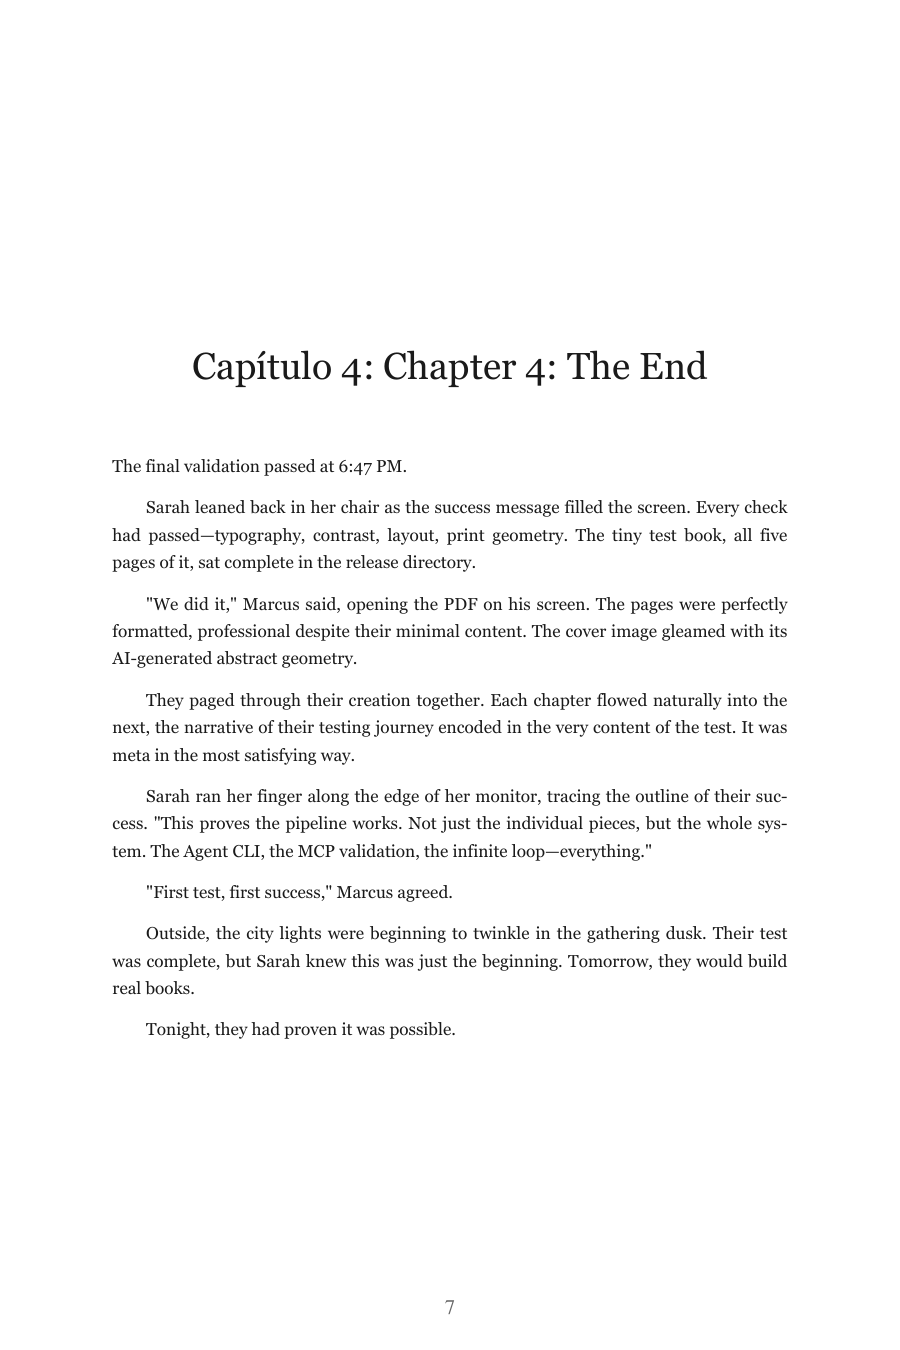 Capítulo 4: Chapter 4: The End
The final validation passed at 6:47 PM.
Sarah leaned back in her chair as the success message filled the screen. Every check
had passed—typography, contrast, layout, print geometry. The tiny test book, all five
pages of it, sat complete in the release directory.
"We did it," Marcus said, opening the PDF on his screen. The pages were perfectly
formatted, professional despite their minimal content. The cover image gleamed with its
AI-generated abstract geometry.
They paged through their creation together. Each chapter flowed naturally into the
next, the narrative of their testing journey encoded in the very content of the test. It was
meta in the most satisfying way.
Sarah ran her finger along the edge of her monitor, tracing the outline of their suc-
cess. "This proves the pipeline works. Not just the individual pieces, but the whole sys-
tem. The Agent CLI, the MCP validation, the infinite loop—everything."
"First test, first success," Marcus agreed.
Outside, the city lights were beginning to twinkle in the gathering dusk. Their test
was complete, but Sarah knew this was just the beginning. Tomorrow, they would build
real books.
Tonight, they had proven it was possible.
7